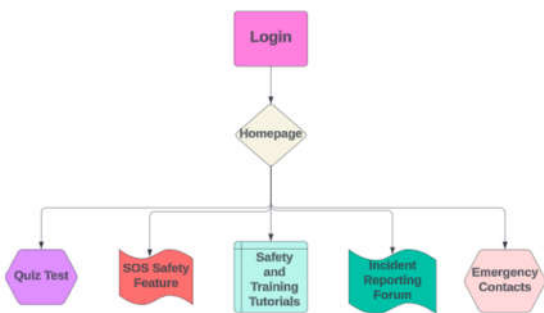 Login
Homepage
Quiz Test
SOS Safety
Feature
Safety
and
Training
Tutorials
Incident
Reporting
Forum
Emergency
Contacts